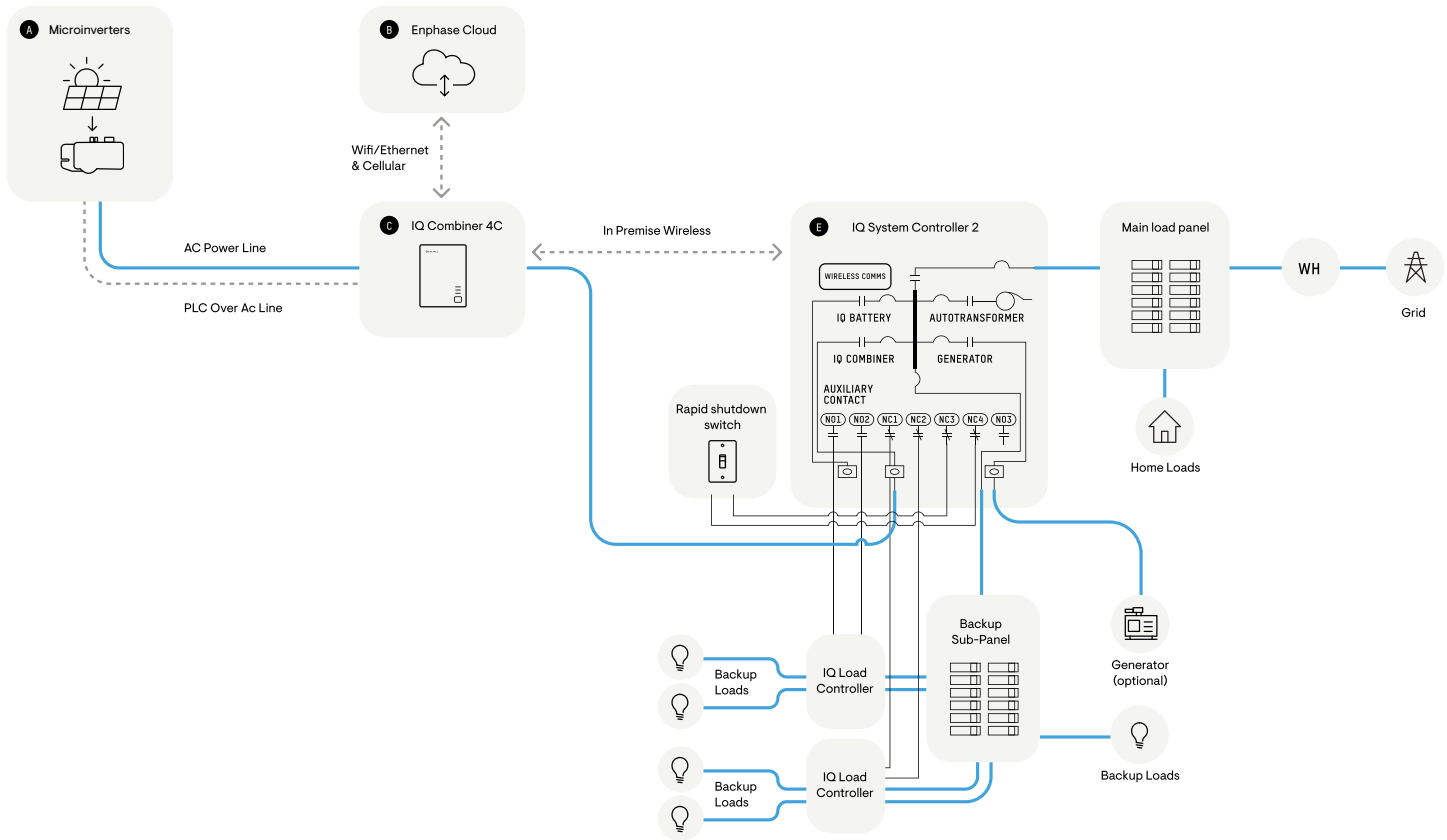 A Microinverters
B Enphase Cloud
Wifi/Ethernet
& Cellular
C IQ Combiner 4C
AC Power Line
PLC Over Ac Line
In Premise Wireless
E IQ System Controller 2
WIRELESS COMMS
IQ BATTERY
AUTOTRANSFORMER
IQ COMBINER
GENERATOR
AUXILIARY
CONTACT
NO1 NO2 NC1 NC2 NC3 NC4 NO3
Main load panel
WH
Grid
Home Loads
Rapid shutdown
switch
Backup
Sub-Panel
Generator
(optional)
Backup Loads
Backup
Loads
IQ Load
Controller
Backup
Loads
IQ Load
Controller